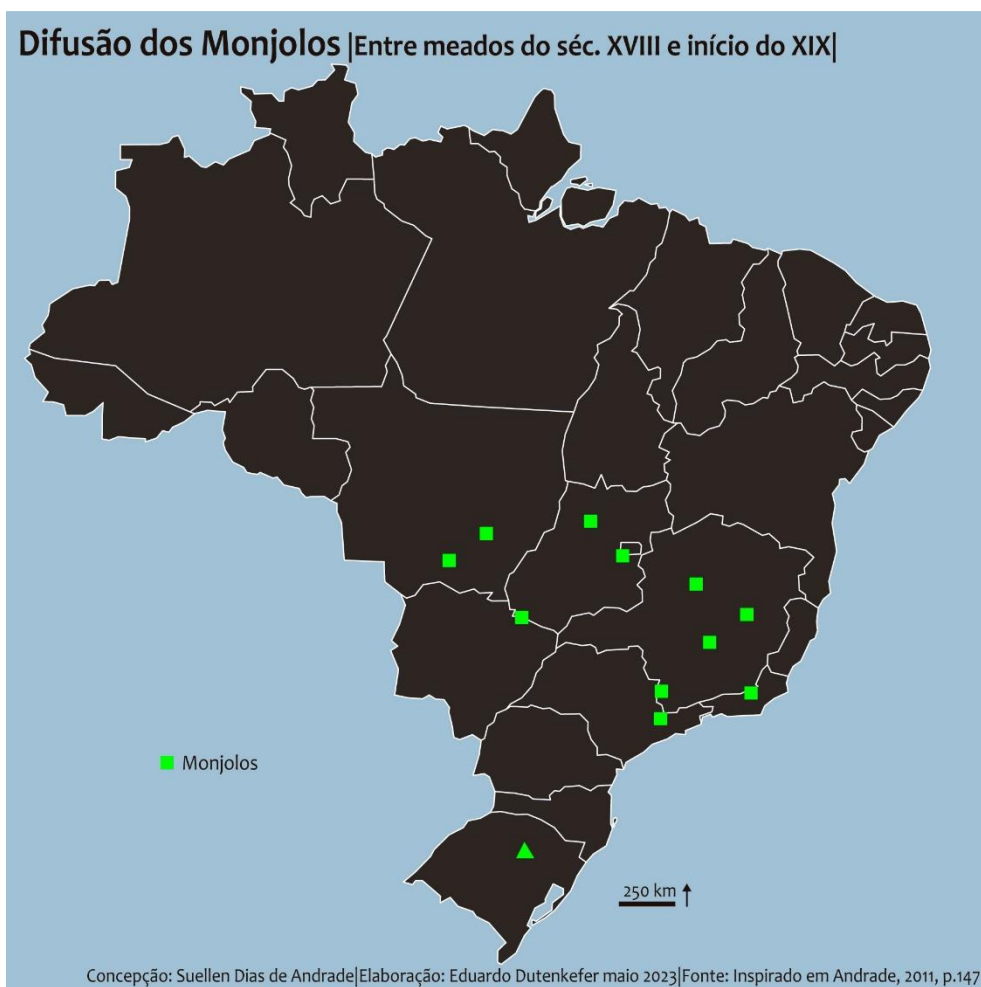 Difusão dos Monjolos |Entre meados do séc. XVIII e início do XIX|
Monjolos
250 km
Concepção: Suellen Dias de Andrade|Elaboração: Eduardo Dutenkefer maio 2023|Fonte: Inspirado em Andrade, 2011, p.147